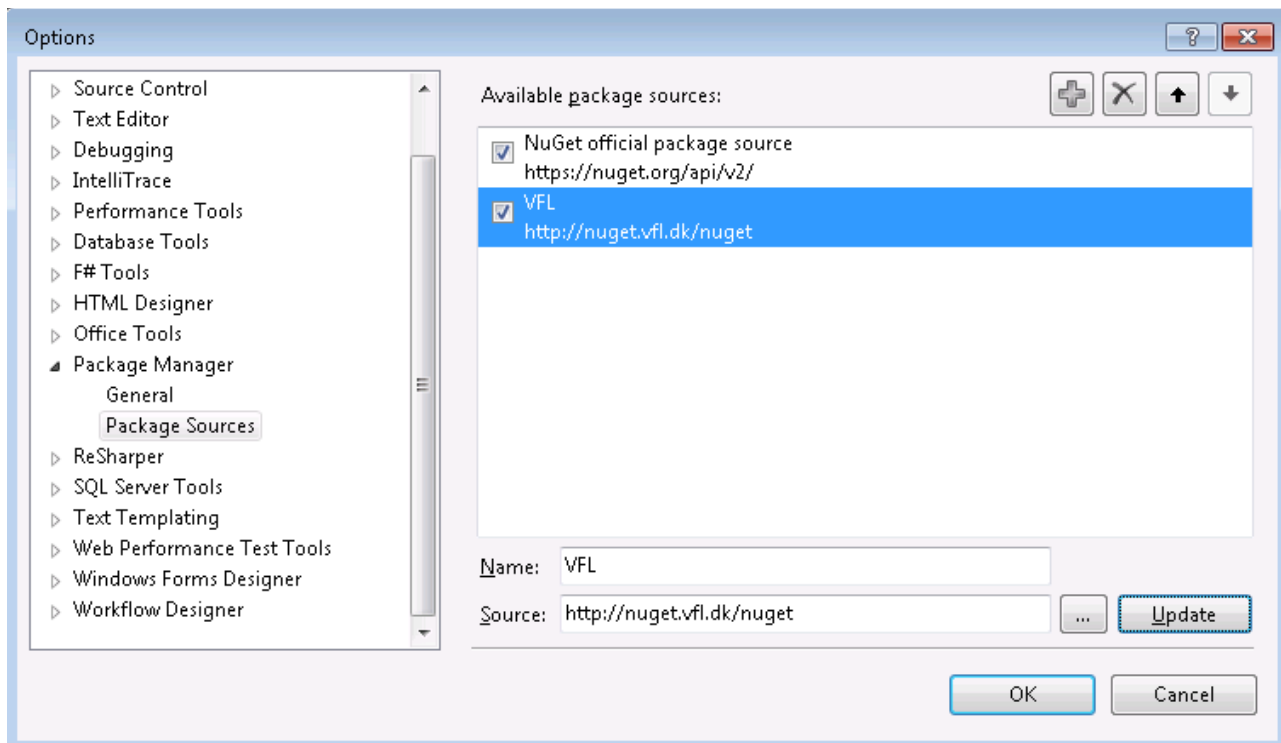 Options
Source Control
Text Editor
Debugging
IntelliTrace
Performance Tools
Database Tools
F# Tools
HTML Designer
Office Tools
Package Manager
General
Package Sources
ReSharper
SQL Server Tools
Text Templating
Web Performance Test Tools
Windows Forms Designer
Workflow Designer
Available package sources:
NuGet official package source
https://nuget.org/api/v2/
VFL
http://nuget.vfl.dk/nuget
Name: VFL
Source: http://nuget.vfl.dk/nuget ... Update
OK Cancel